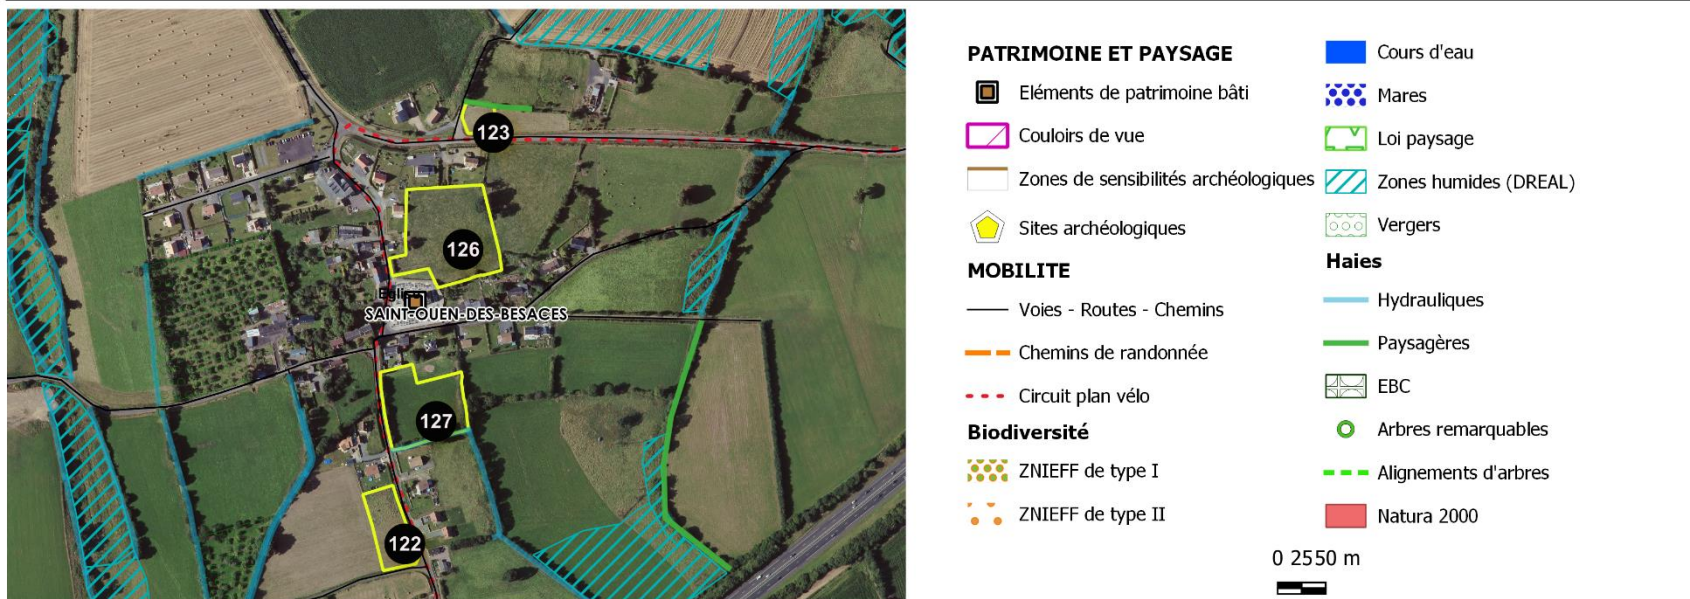 123
126
Eglise
SAINT-OUEN-DES-BESACES
127
122
PATRIMOINE ET PAYSAGE
Eléments de patrimoine bâti
Couloirs de vue
Zones de sensibilités archéologiques
Sites archéologiques
MOBILITE
Voies - Routes - Chemins
Chemins de randonnée
Circuit plan vélo
Biodiversité
ZNIEFF de type I
ZNIEFF de type II
Cours d'eau
Mares
Loi paysage
Zones humides (DREAL)
Vergers
Haies
Hydrauliques
Paysagères
EBC
Arbres remarquables
Alignements d'arbres
Natura 2000
0 2550 m